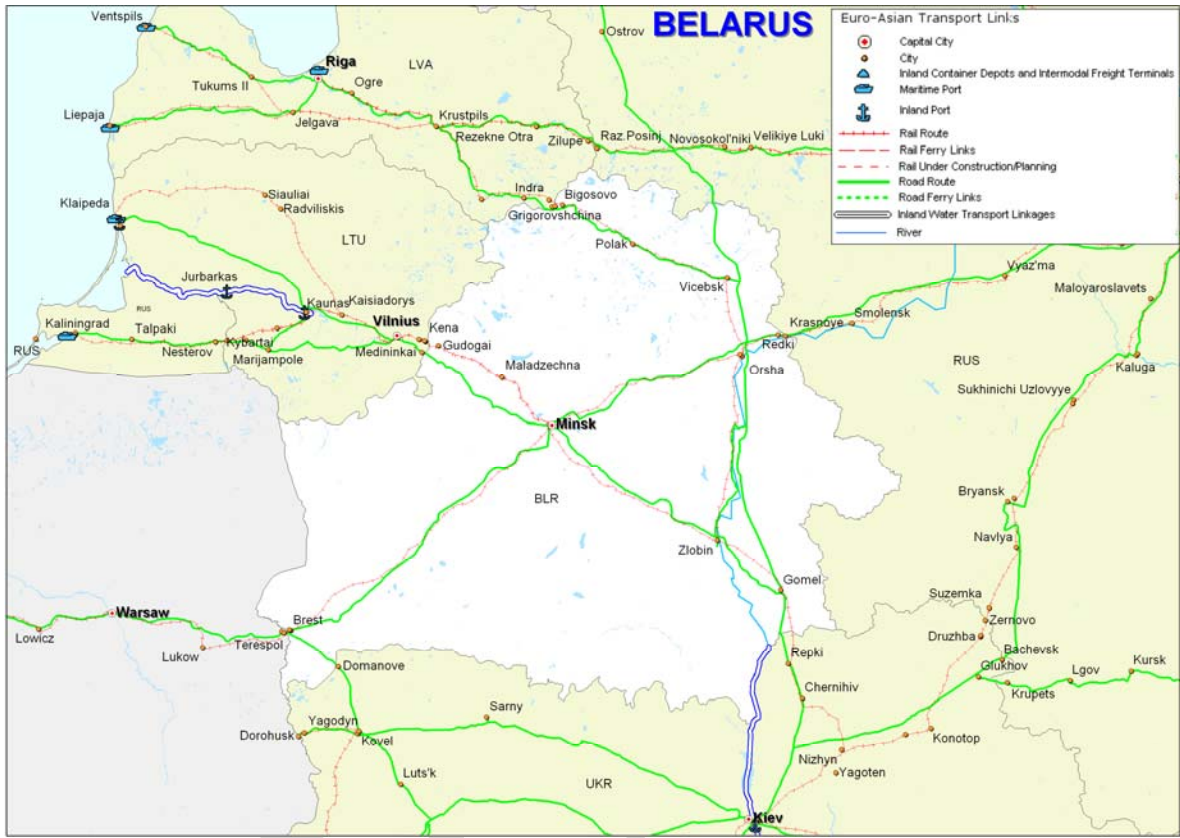 BELARUS
Euro-Asian Transport Links
Capital City
City
Inland Container Depots and Intermodal Freight Terminals
Maritime Port
Inland Port
Rail Route
Rail Ferry Links
Rail Under Construction/Planning
Road Route
Road Ferry Links
Inland Water Transport Linkages
River
Ventspils
Ostrov
Riga
LVA
Tukums II
Ogre
Liepaja
Jelgava
Krustpils
Rezekne Otra
Zilupe
Raz.Posinj
Novosokol'niki
Velikiye Luki
Siauliai
Radviliskis
Indra
Bigosovo
Klaipeda
Grigorovshchina
LTU
Polak
Jurbarkas
Vicebsk
Vyaz'ma
Maloyaroslavets
RUS
Kaunas
Kaisiadorys
Kaliningrad
Talpaki
Vilnius
Kena
Krasnoye
Smolensk
RUS
Nesterov
Kybartai
Gudogai
Redki
Marijampole
Medininkai
Maladzechna
Orsha
RUS
Kaluga
Sukhinichi Uzlovyye
Minsk
BLR
Bryansk
Zlobin
Navlya
Gomel
Suzemka
Warsaw
Brest
Zernovo
Lowicz
Terespol
Druzhba
Lukow
Domanove
Repki
Bachevsk
Glukhov
Lgov
Kursk
Chernihiv
Krupets
Sarny
Yagodyn
Dorohusk
Kovel
Konotop
Nizhyn
Yagoten
Luts'k
UKR
Kiev